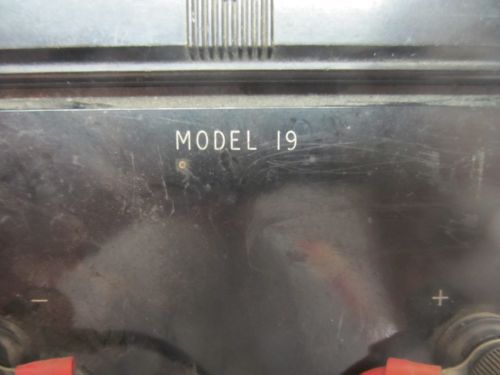 MODEL 19
- +